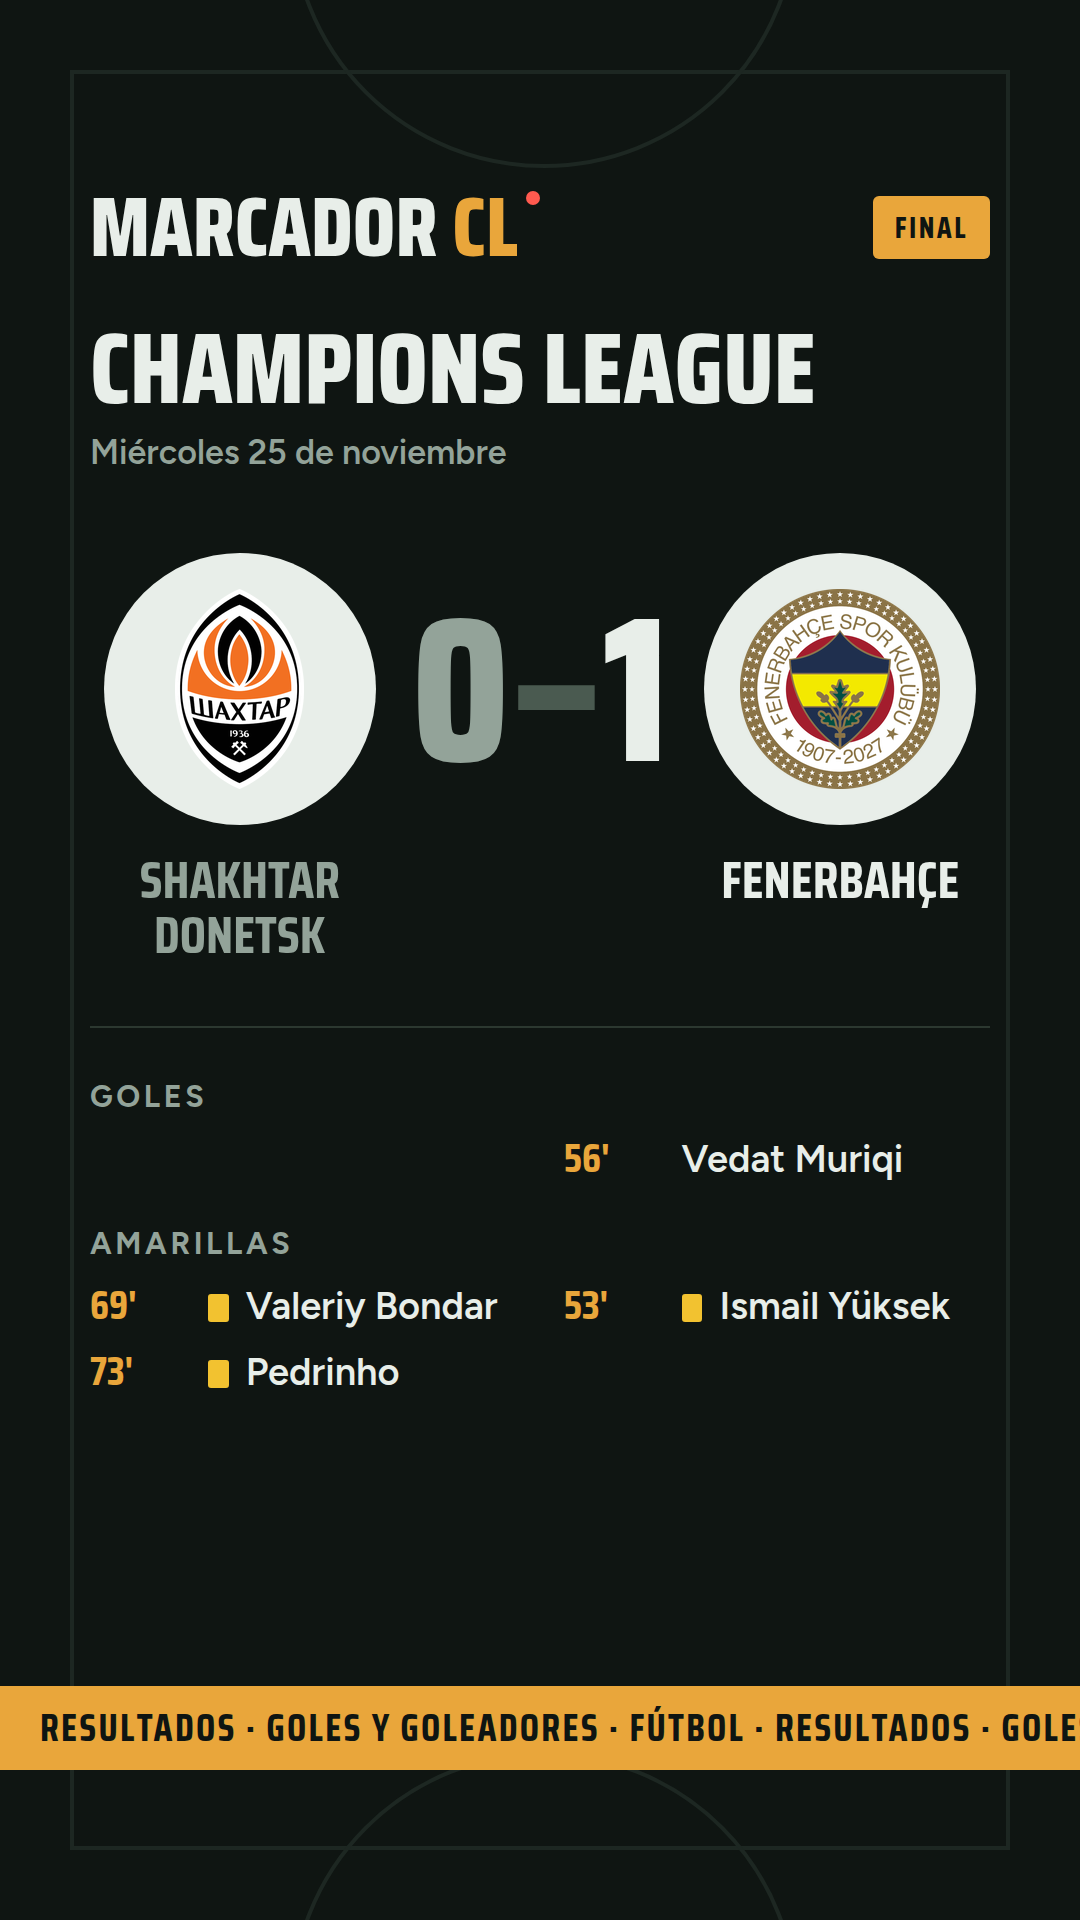 MARCADOR CL
FINAL
CHAMPIONS LEAGUE
Miércoles 25 de noviembre
ШАХТАР
1936
0–1
FENERBAHÇE SPOR KULÜBÜ
★ 1907-2027 ★
SHAKHTAR
DONETSK
FENERBAHÇE
GOLES
56' Vedat Muriqi
AMARILLAS
69' Valeriy Bondar
53' Ismail Yüksek
73' Pedrinho
RESULTADOS · GOLES Y GOLEADORES · FÚTBOL · RESULTADOS · GOLES